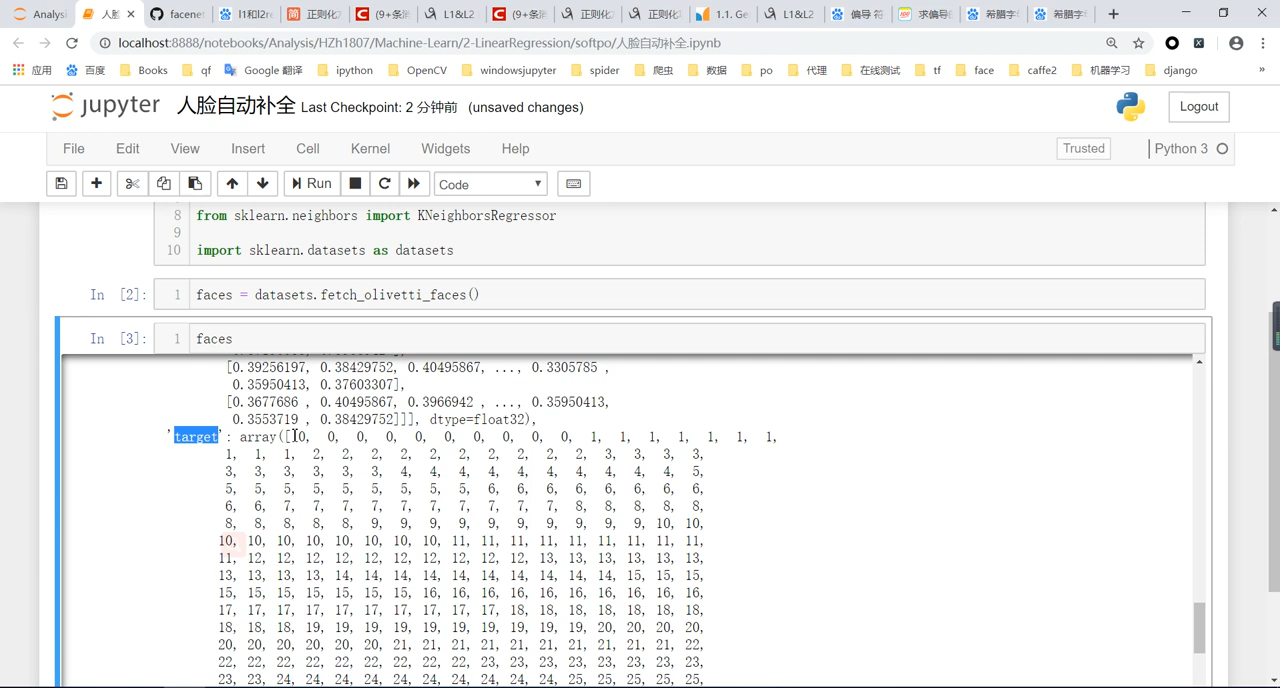 Analysi 人脸 facenet l1和l2re 正则化方 (9+条消 L1&L2 (9+条消 正则化方 正则化方 1.1. Ge L1&L2 偏导 符 求偏导的 希腊字母 希腊字母
localhost:8888/notebooks/Analysis/HZh1807/Machine-Learn/2-LinearRegression/softpo/人脸自动补全.ipynb
应用 百度 Books qf Google 翻译 ipython OpenCV windowsjupyter spider 爬虫 数据 po 代理 在线测试 tf face caffe2 机器学习 django »
jupyter 人脸自动补全 Last Checkpoint: 2 分钟前 (unsaved changes) Logout
File Edit View Insert Cell Kernel Widgets Help Trusted Python 3
Run Code
8 from sklearn.neighbors import KNeighborsRegressor
9
10 import sklearn.datasets as datasets
In [2]: 1 faces = datasets.fetch_olivetti_faces()
In [3]: 1 faces
[0.39256197, 0.38429752, 0.40495867, ..., 0.3305785 ,
0.35950413, 0.37603307],
[0.3677686 , 0.40495867, 0.3966942 , ..., 0.35950413,
0.3553719 , 0.38429752]]], dtype=float32),
'target': array([ 0, 0, 0, 0, 0, 0, 0, 0, 0, 0, 1, 1, 1, 1, 1, 1, 1,
1, 1, 1, 2, 2, 2, 2, 2, 2, 2, 2, 2, 2, 3, 3, 3, 3,
3, 3, 3, 3, 3, 3, 4, 4, 4, 4, 4, 4, 4, 4, 4, 4, 5,
5, 5, 5, 5, 5, 5, 5, 5, 5, 6, 6, 6, 6, 6, 6, 6, 6,
6, 6, 7, 7, 7, 7, 7, 7, 7, 7, 7, 7, 8, 8, 8, 8, 8,
8, 8, 8, 8, 8, 9, 9, 9, 9, 9, 9, 9, 9, 9, 9, 10, 10,
10, 10, 10, 10, 10, 10, 10, 10, 11, 11, 11, 11, 11, 11, 11, 11, 11,
11, 12, 12, 12, 12, 12, 12, 12, 12, 12, 12, 13, 13, 13, 13, 13, 13,
13, 13, 13, 13, 14, 14, 14, 14, 14, 14, 14, 14, 14, 14, 15, 15, 15,
15, 15, 15, 15, 15, 15, 15, 16, 16, 16, 16, 16, 16, 16, 16, 16, 16,
17, 17, 17, 17, 17, 17, 17, 17, 17, 17, 18, 18, 18, 18, 18, 18, 18,
18, 18, 18, 19, 19, 19, 19, 19, 19, 19, 19, 19, 19, 20, 20, 20, 20,
20, 20, 20, 20, 20, 20, 21, 21, 21, 21, 21, 21, 21, 21, 21, 21, 22,
22, 22, 22, 22, 22, 22, 22, 22, 22, 23, 23, 23, 23, 23, 23, 23, 23,
23, 23, 24, 24, 24, 24, 24, 24, 24, 24, 24, 24, 25, 25, 25, 25, 25,